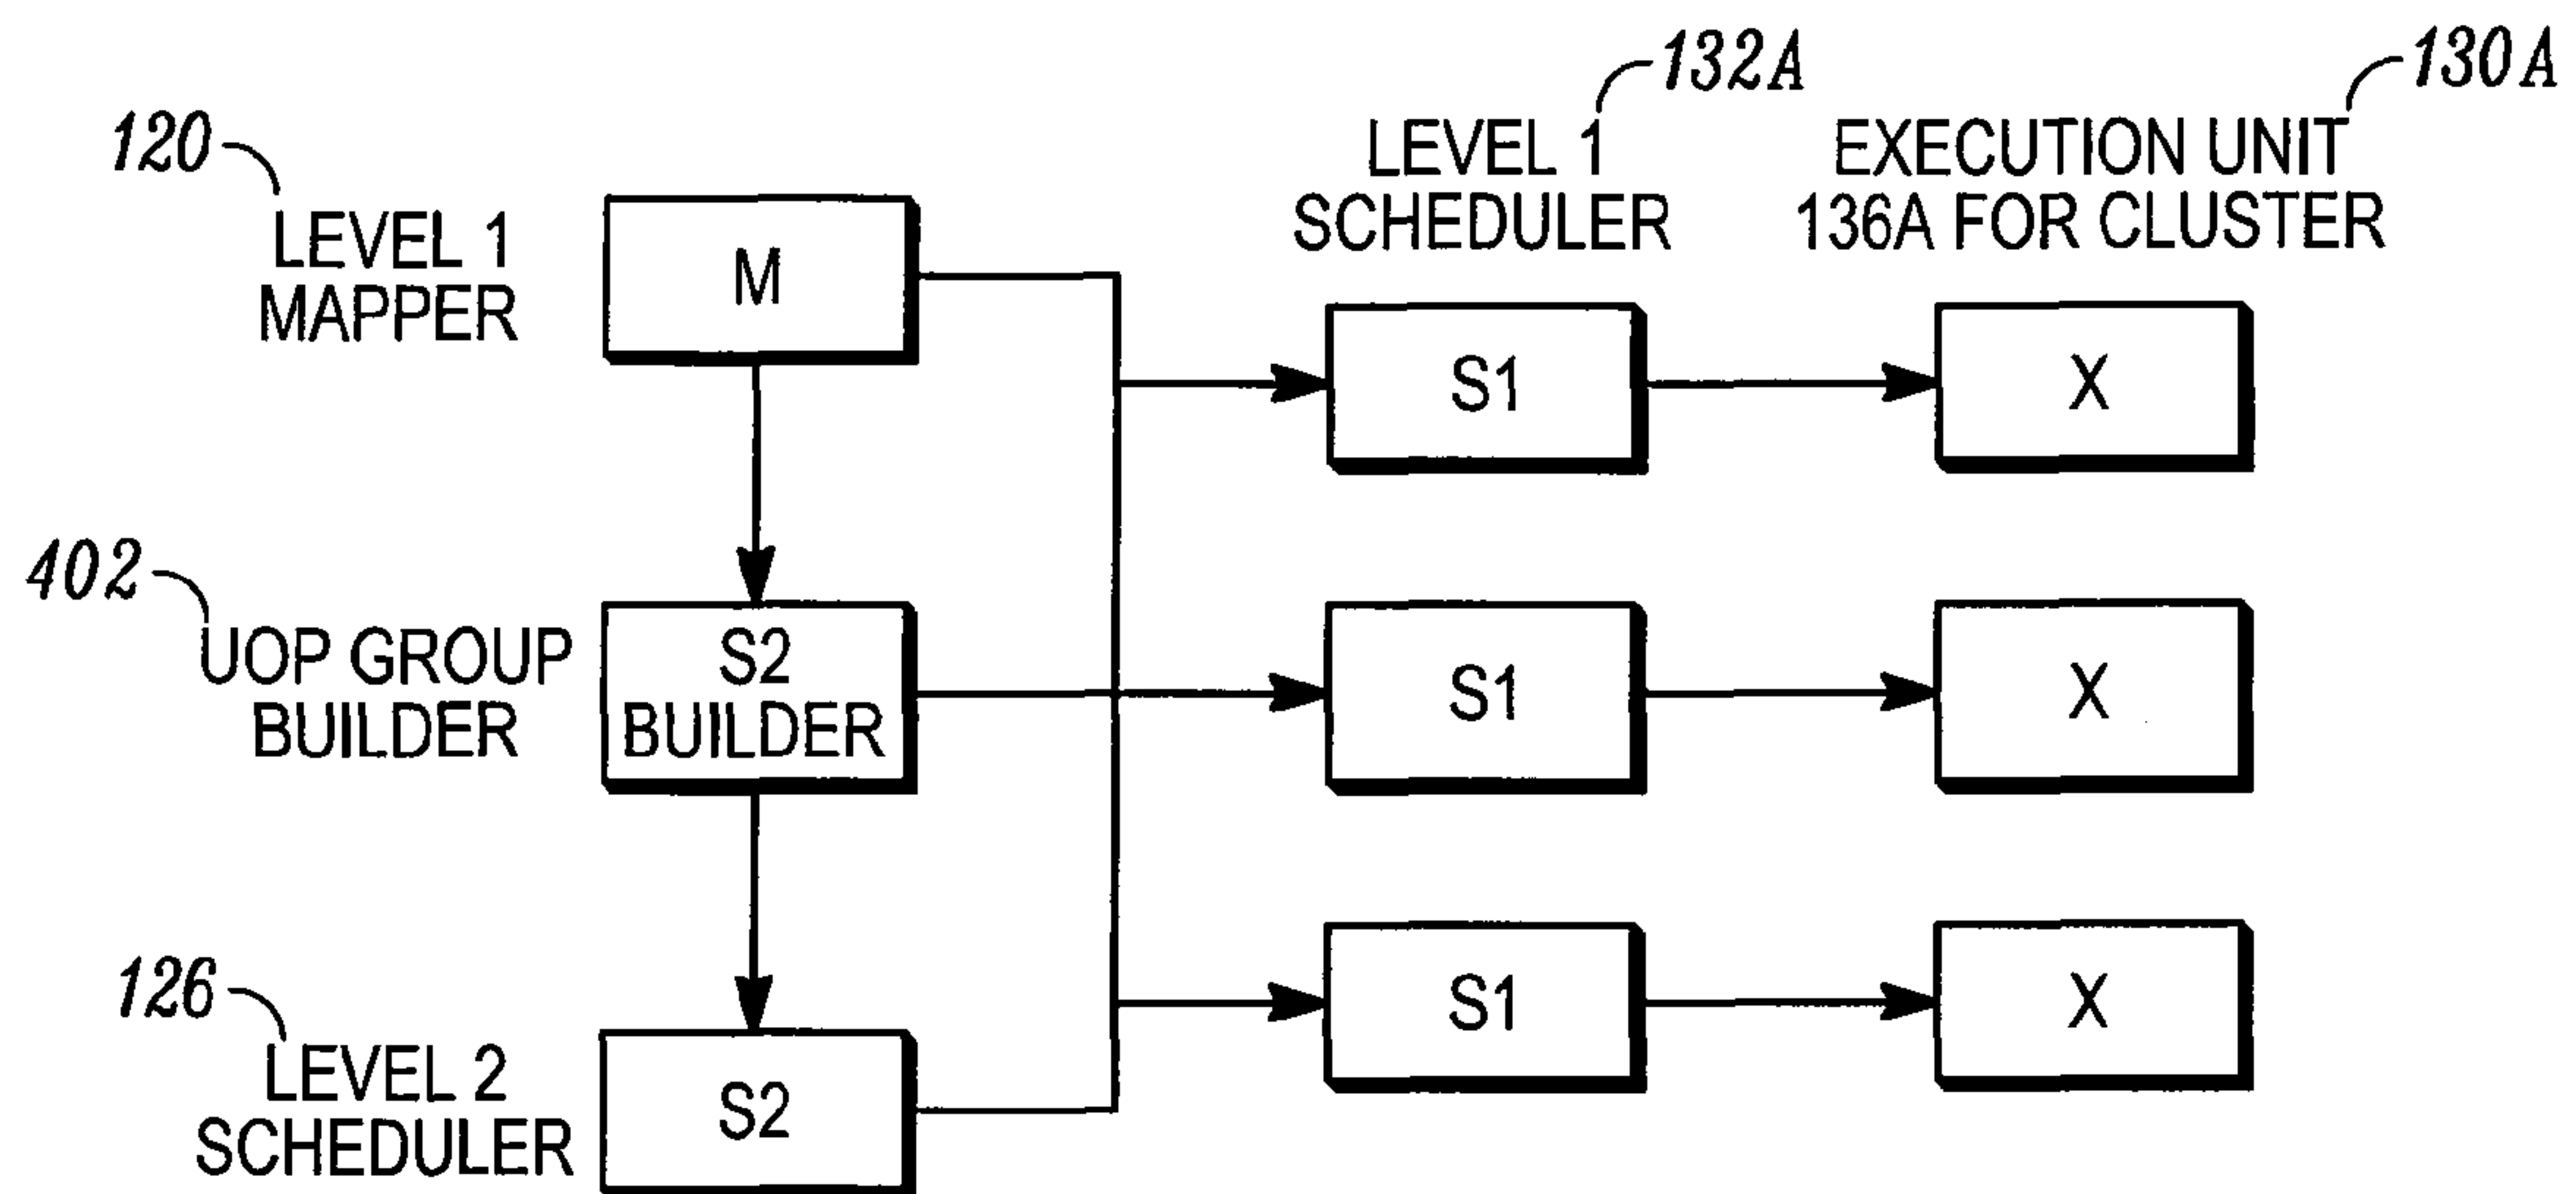 132A
130A
120
LEVEL 1
SCHEDULER
EXECUTION UNIT
136A FOR CLUSTER
LEVEL 1
MAPPER
M
S1
X
402
UOP GROUP
BUILDER
S2
BUILDER
S1
X
126
LEVEL 2
SCHEDULER
S2
S1
X